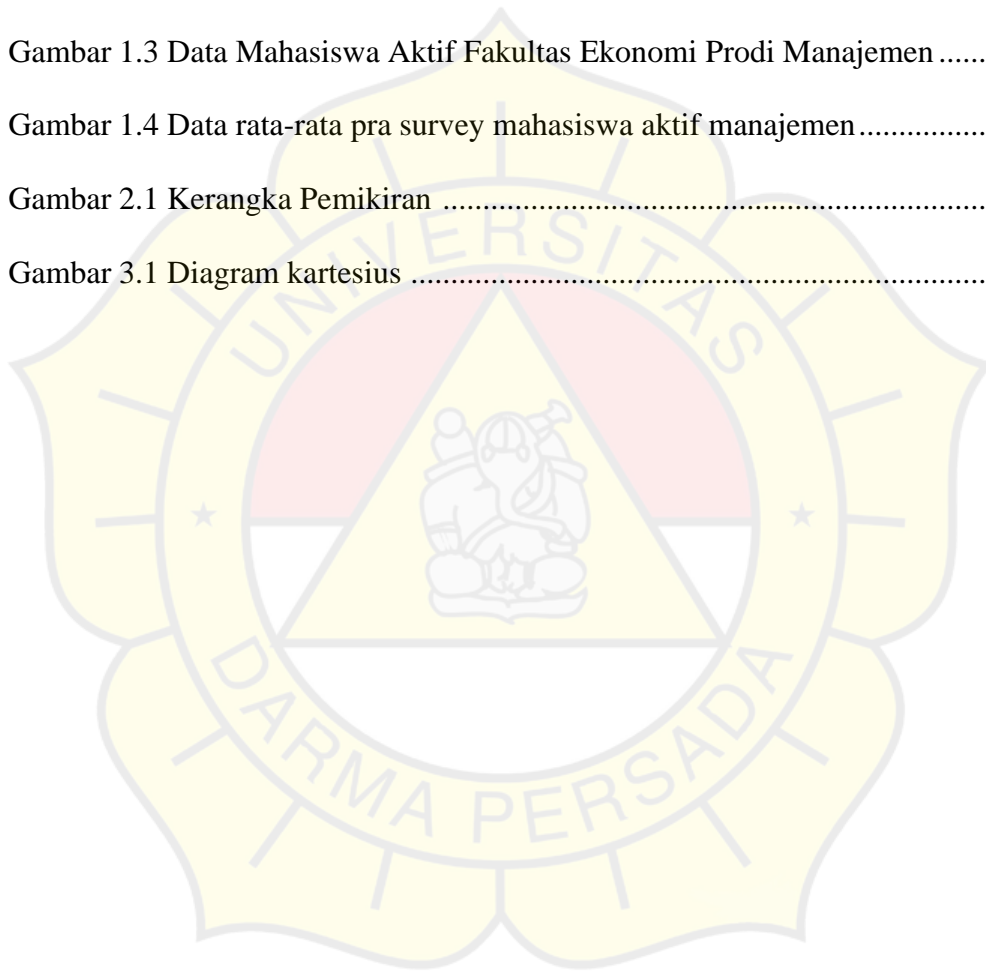 Gambar 1.3 Data Mahasiswa Aktif Fakultas Ekonomi Prodi Manajemen ......
Gambar 1.4 Data rata-rata pra survey mahasiswa aktif manajemen ................
Gambar 2.1 Kerangka Pemikiran .....................................................................
Gambar 3.1 Diagram kartesius .........................................................................
UNIVERSITAS
DARMA PERSADA